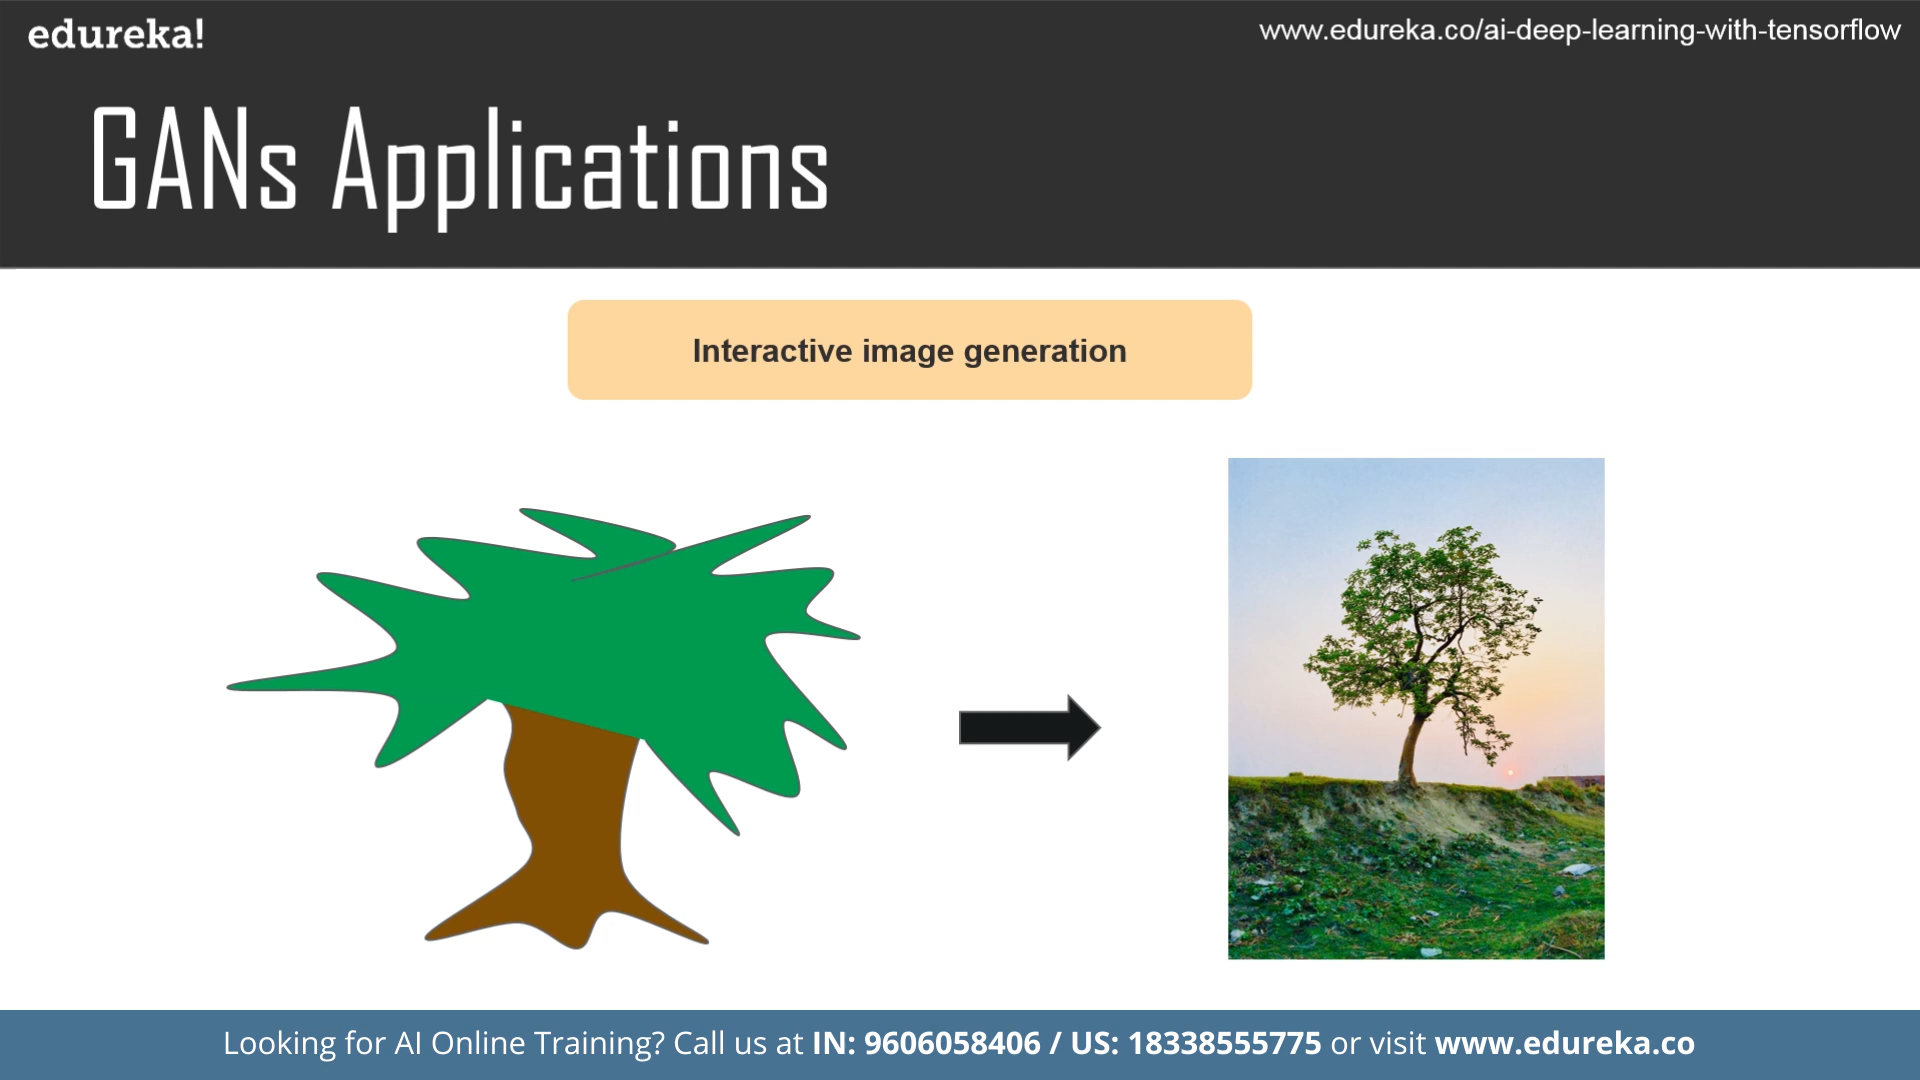 edureka!
www.edureka.co/ai-deep-learning-with-tensorflow
GANs Applications
Interactive image generation
Looking for AI Online Training? Call us at IN: 9606058406 / US: 18338555775 or visit www.edureka.co